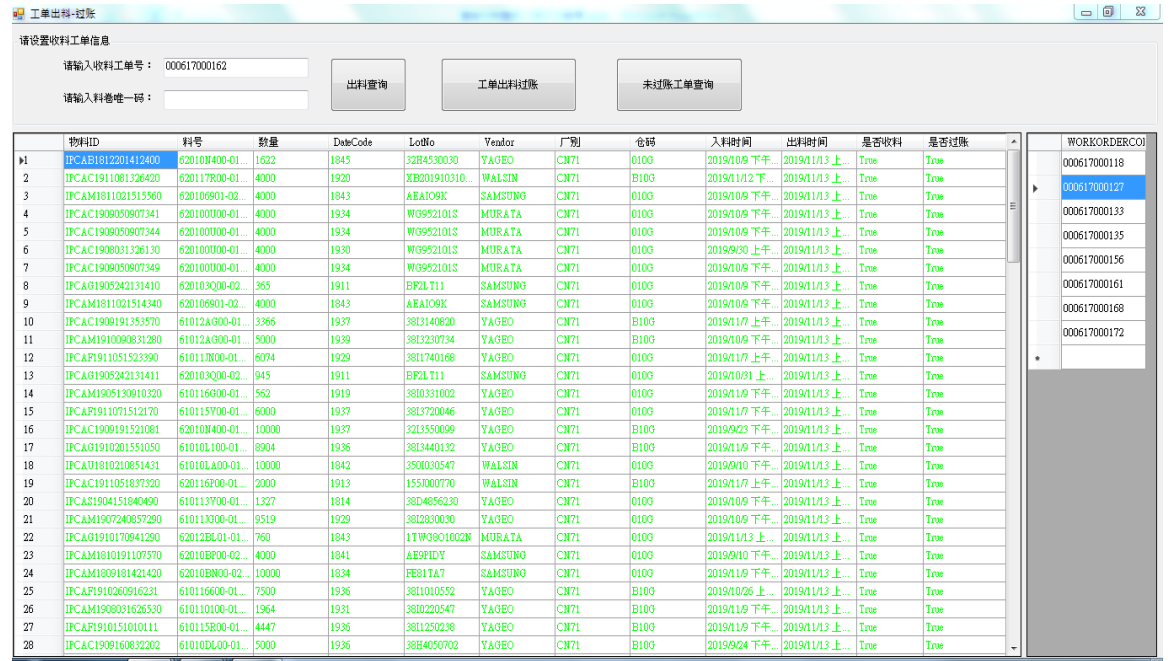 工单出料-过账
请设置收料工单信息
请输入收料工单号： 000617000162
请输入料卷唯一码：
出料查询 工单出料过账 未过账工单查询
物料ID 料号 数量 DateCode LotNo Vendor 厂别 仓码 入料时间 出料时间 是否收料 是否过账
1 IPCAB1812201412400 62010N400-01... 1622 1845 32H4530030 YAGEO CN71 010G 2019/10/9 下午... 2019/11/13 上... True True
2 IPCAC1911081326420 620117R00-01... 4000 1920 XB201910310... WALSIN CN71 B10G 2019/11/12 下... 2019/11/13 上... True True
3 IPCAM1811021515560 620106901-02... 4000 1843 AEAIO9K SAMSUNG CN71 010G 2019/10/9 下午... 2019/11/13 上... True True
4 IPCAC1909050907341 620100U00-01... 4000 1934 WG952101S MURATA CN71 010G 2019/10/9 下午... 2019/11/13 上... True True
5 IPCAC1909050907344 620100U00-01... 4000 1934 WG952101S MURATA CN71 010G 2019/10/9 下午... 2019/11/13 上... True True
6 IPCAC1908031326130 620100U00-01... 4000 1930 WG952101S MURATA CN71 010G 2019/9/30 上午... 2019/11/13 上... True True
7 IPCAC1909050907349 620100U00-01... 4000 1934 WG952101S MURATA CN71 010G 2019/10/9 下午... 2019/11/13 上... True True
8 IPCAG1905242131410 620103Q00-02... 365 1911 BF2LT11 SAMSUNG CN71 010G 2019/10/9 下午... 2019/11/13 上... True True
9 IPCAM1811021514340 620106901-02... 4000 1843 AEAIO9K SAMSUNG CN71 010G 2019/10/9 下午... 2019/11/13 上... True True
10 IPCAC1909191353570 61012AG00-01... 3366 1937 38I3140820 YAGEO CN71 B10G 2019/11/7 上午... 2019/11/13 上... True True
11 IPCAM1910090831280 61012AG00-01... 5000 1939 38I3230734 YAGEO CN71 B10G 2019/10/9 下午... 2019/11/13 上... True True
12 IPCAF1911051523390 61011JN00-01... 6074 1929 38I1740168 YAGEO CN71 010G 2019/11/7 上午... 2019/11/13 上... True True
13 IPCAG1905242131411 620103Q00-02... 945 1911 BF2LT11 SAMSUNG CN71 010G 2019/10/31 上... 2019/11/13 上... True True
14 IPCAM1905130910320 610116G00-01... 562 1919 38I0331002 YAGEO CN71 010G 2019/11/9 下午... 2019/11/13 上... True True
15 IPCAF1911071512170 610115V00-01... 6000 1937 38I3720046 YAGEO CN71 010G 2019/11/7 下午... 2019/11/13 上... True True
16 IPCAC1909191521081 62010N400-01... 10000 1937 32I3550099 YAGEO CN71 B10G 2019/9/23 下午... 2019/11/13 上... True True
17 IPCAG1910201551050 61010L100-01... 8904 1936 38I3440132 YAGEO CN71 B10G 2019/11/9 下午... 2019/11/13 上... True True
18 IPCAU1810210851431 61010LA00-01... 10000 1842 350I030547 WALSIN CN71 010G 2019/9/10 下午... 2019/11/13 上... True True
19 IPCAC1911051837320 620116P00-01... 2000 1913 155J000770 WALSIN CN71 B10G 2019/11/7 上午... 2019/11/13 上... True True
20 IPCAS1904151840490 610113Y00-01... 1327 1814 38D4856230 YAGEO CN71 010G 2019/10/9 下午... 2019/11/13 上... True True
21 IPCAM1907240857290 61011JG00-01... 9519 1929 38I2830030 YAGEO CN71 010G 2019/10/9 下午... 2019/11/13 上... True True
22 IPCAG1910170941290 62012BL01-01... 760 1843 1TWG8O1002N MURATA CN71 010G 2019/11/13 上... 2019/11/13 上... True True
23 IPCAM1810191107570 62010BP00-02... 4000 1841 AE9PIDY SAMSUNG CN71 010G 2019/9/10 下午... 2019/11/13 上... True True
24 IPCAM1809181421420 62010BN00-02... 10000 1834 FE81TA7 SAMSUNG CN71 010G 2019/11/9 下午... 2019/11/13 上... True True
25 IPCAF1910260916231 610116600-01... 7500 1936 38I1010552 YAGEO CN71 B10G 2019/10/26 上... 2019/11/13 上... True True
26 IPCAM1908031626530 610110100-01... 1964 1931 38I0220547 YAGEO CN71 B10G 2019/11/9 下午... 2019/11/13 上... True True
27 IPCAF1910151010111 610115R00-01... 4447 1936 38I1250238 YAGEO CN71 B10G 2019/11/9 下午... 2019/11/13 上... True True
28 IPCAC1909160832202 61010DL00-01... 5000 1936 38H4050702 YAGEO CN71 B10G 2019/9/24 下午... 2019/11/13 上... True True
WORKORDERCOI
000617000118
000617000127
000617000133
000617000135
000617000156
000617000161
000617000168
000617000172